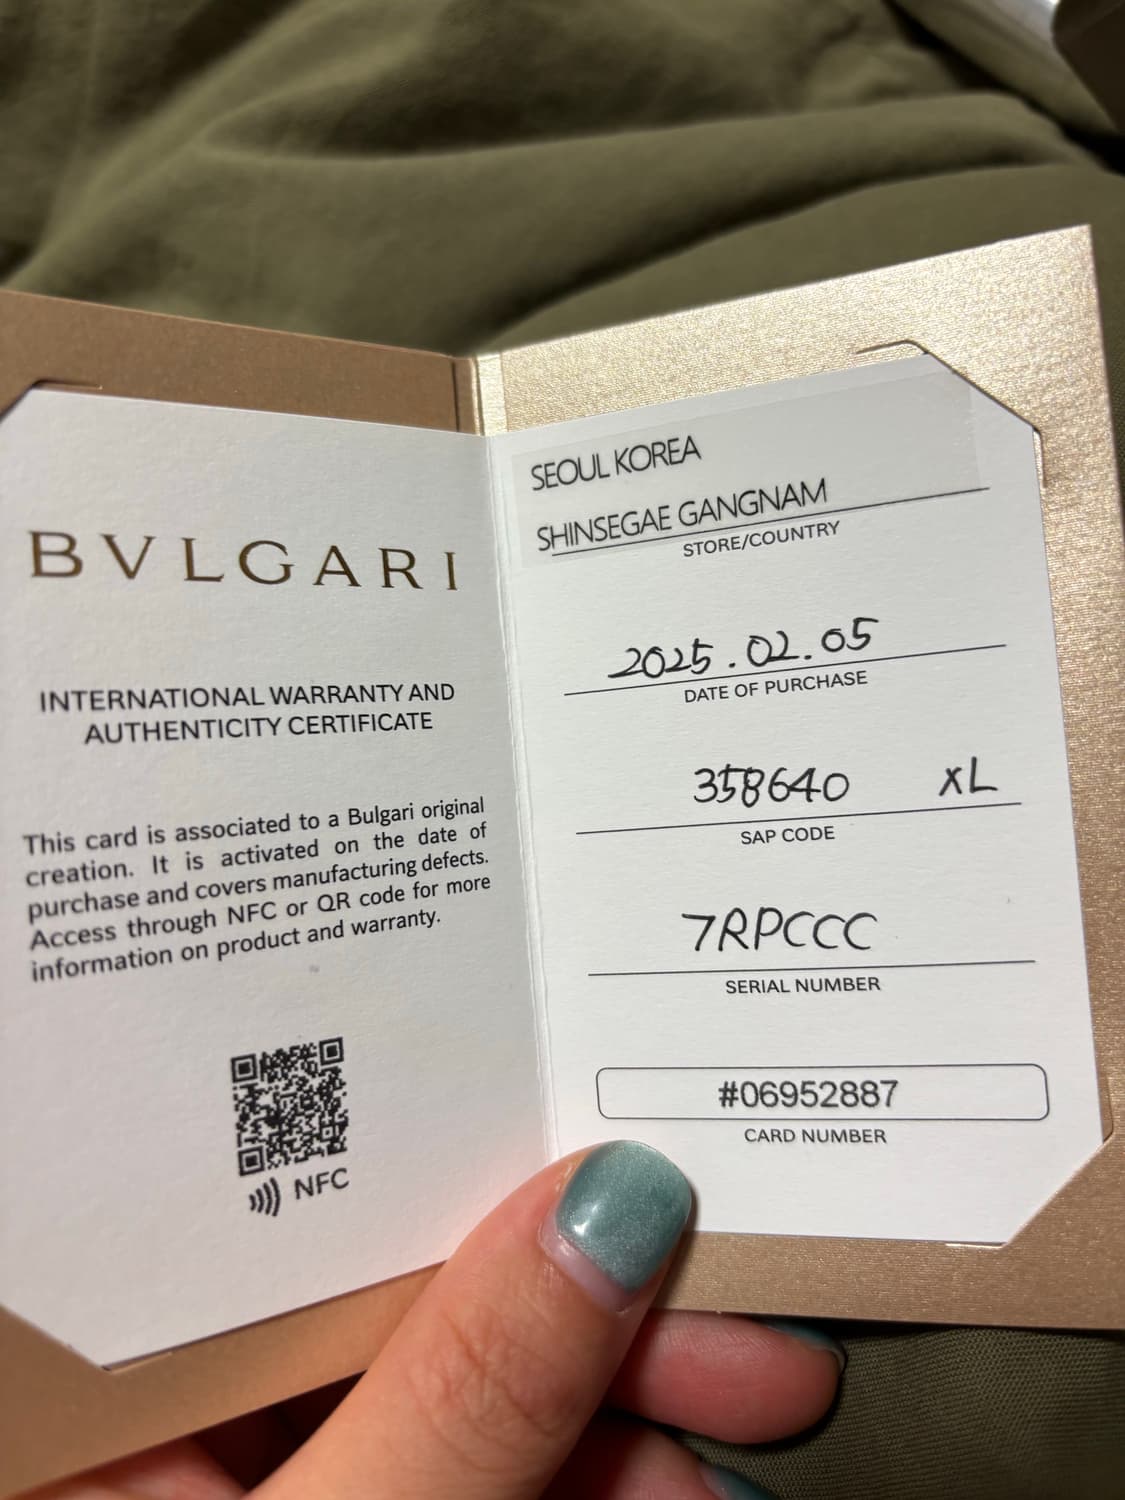 BVLGARI
INTERNATIONAL WARRANTY AND
AUTHENTICITY CERTIFICATE
This card is associated to a Bulgari original
creation. It is activated on the date of
purchase and covers manufacturing defects.
Access through NFC or QR code for more
information on product and warranty.
NFC
SEOUL KOREA
SHINSEGAE GANGNAM
STORE/COUNTRY
2025.02.05
DATE OF PURCHASE
358640 XL
SAP CODE
7RPCCC
SERIAL NUMBER
#06952887
CARD NUMBER